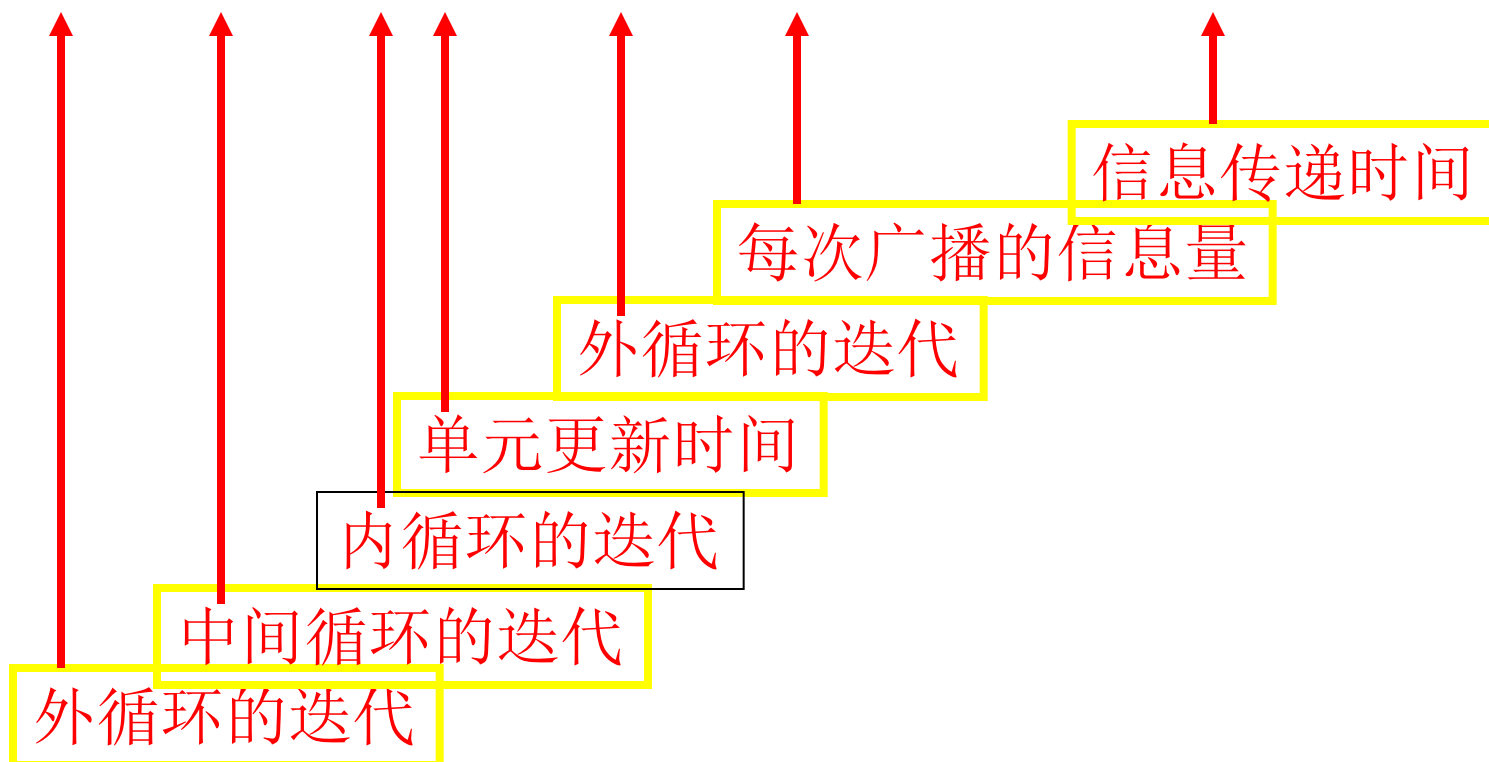 信息传递时间
每次广播的信息量
外循环的迭代
单元更新时间
内循环的迭代
中间循环的迭代
外循环的迭代